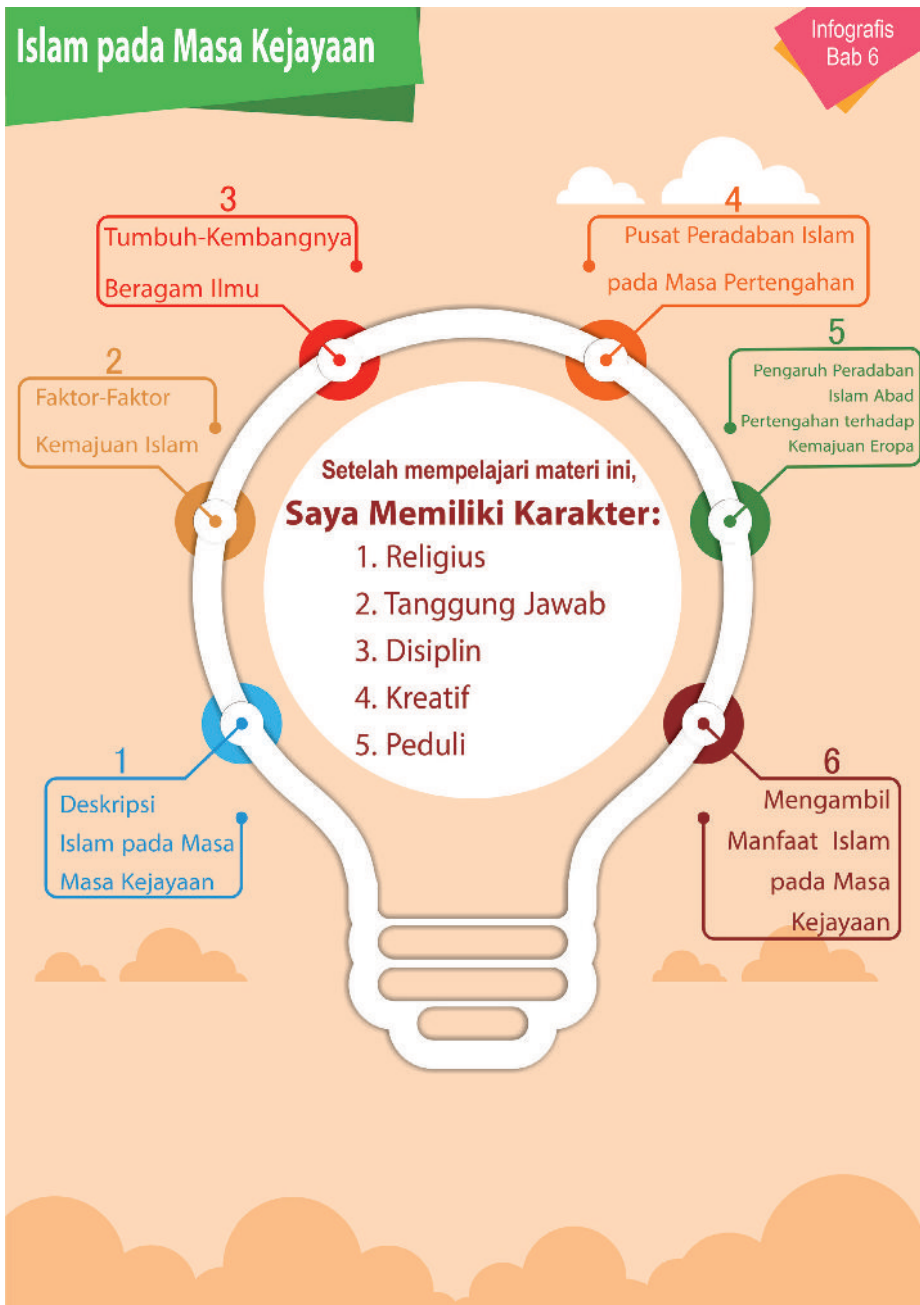 Islam pada Masa Kejayaan
Infografis
Bab 6
1
Deskripsi
Islam pada Masa
Masa Kejayaan
2
Faktor-Faktor
Kemajuan Islam
3
Tumbuh-Kembangnya
Beragam Ilmu
4
Pusat Peradaban Islam
pada Masa Pertengahan
5
Pengaruh Peradaban
Islam Abad
Pertengahan terhadap
Kemajuan Eropa
6
Mengambil
Manfaat Islam
pada Masa
Kejayaan
Setelah mempelajari materi ini,
Saya Memiliki Karakter:
1. Religius
2. Tanggung Jawab
3. Disiplin
4. Kreatif
5. Peduli